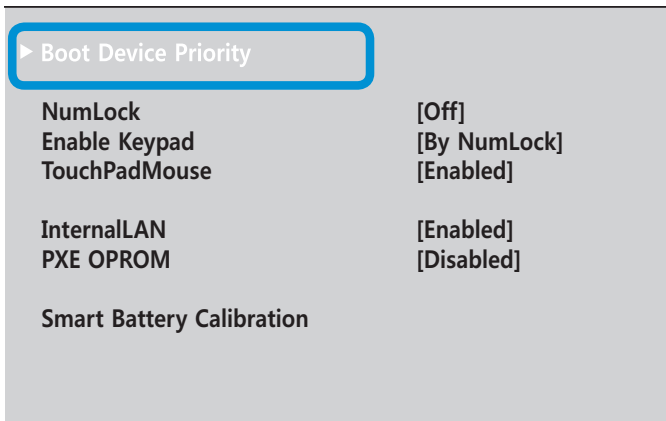 ▶ Boot Device Priority
NumLock [Off]
Enable Keypad [By NumLock]
TouchPadMouse [Enabled]
InternalLAN [Enabled]
PXE OPROM [Disabled]
Smart Battery Calibration